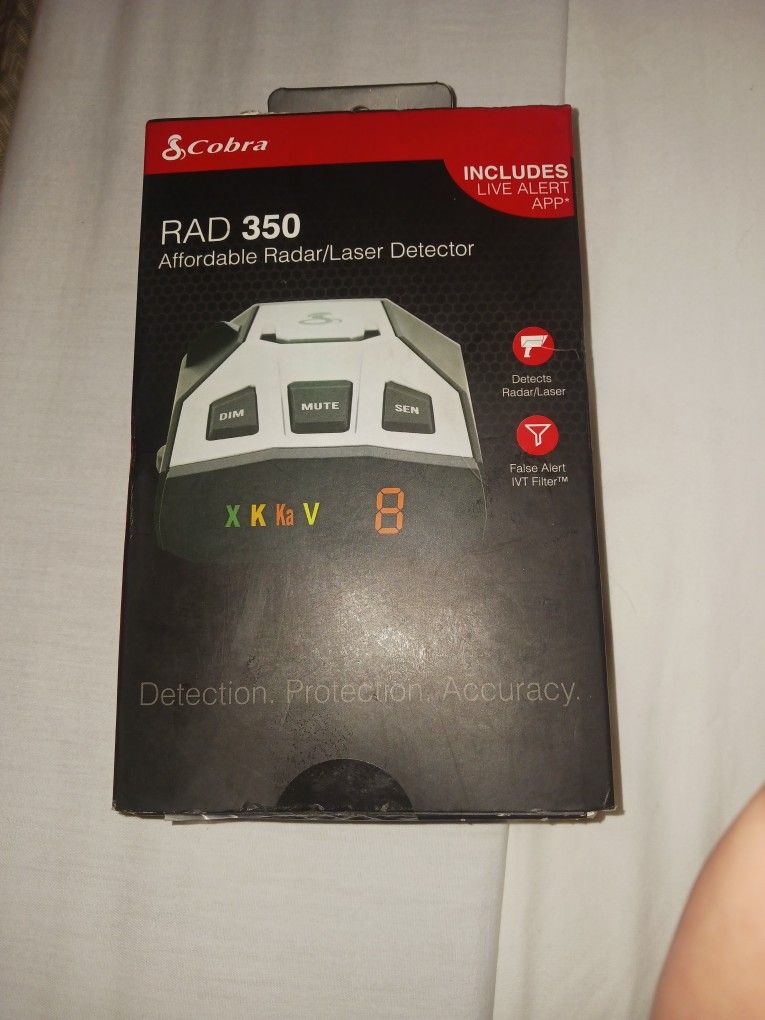 Cobra
INCLUDES
LIVE ALERT
APP*
RAD 350
Affordable Radar/Laser Detector
Detects
Radar/Laser
DIM
MUTE
SEN
False Alert
IVT Filter™
X K Ka V 8
Detection. Protection. Accuracy.